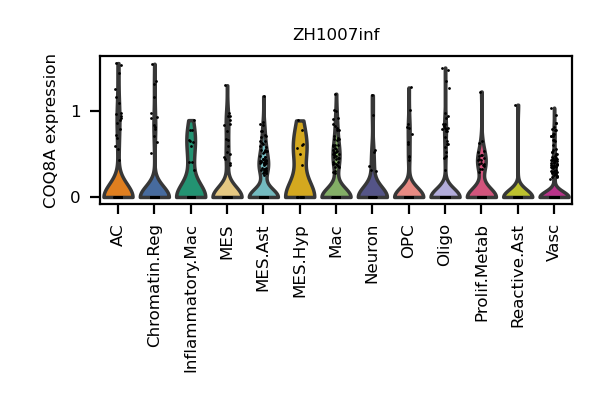 ZH1007inf
COQ8A expression
1
0
AC
Chromatin.Reg
Inflammatory.Mac
MES
MES.Ast
MES.Hyp
Mac
Neuron
OPC
Oligo
Prolif.Metab
Reactive.Ast
Vasc